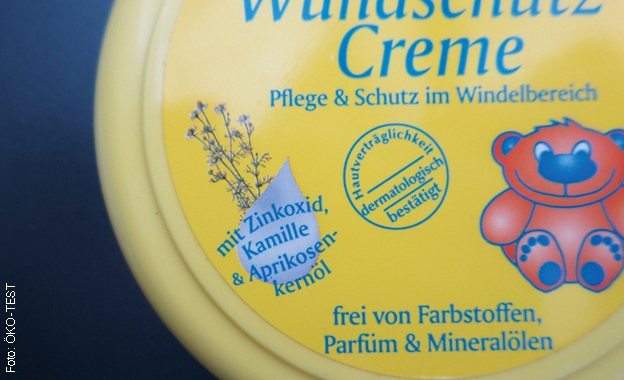 Wundschutz
Creme
Pflege & Schutz im Windelbereich
Hautverträglichkeit
dermatologisch
bestätigt
mit Zinkoxid,
Kamille
& Aprikosen-
kernöl
frei von Farbstoffen,
Parfüm & Mineralölen
Foto: ÖKO-TEST